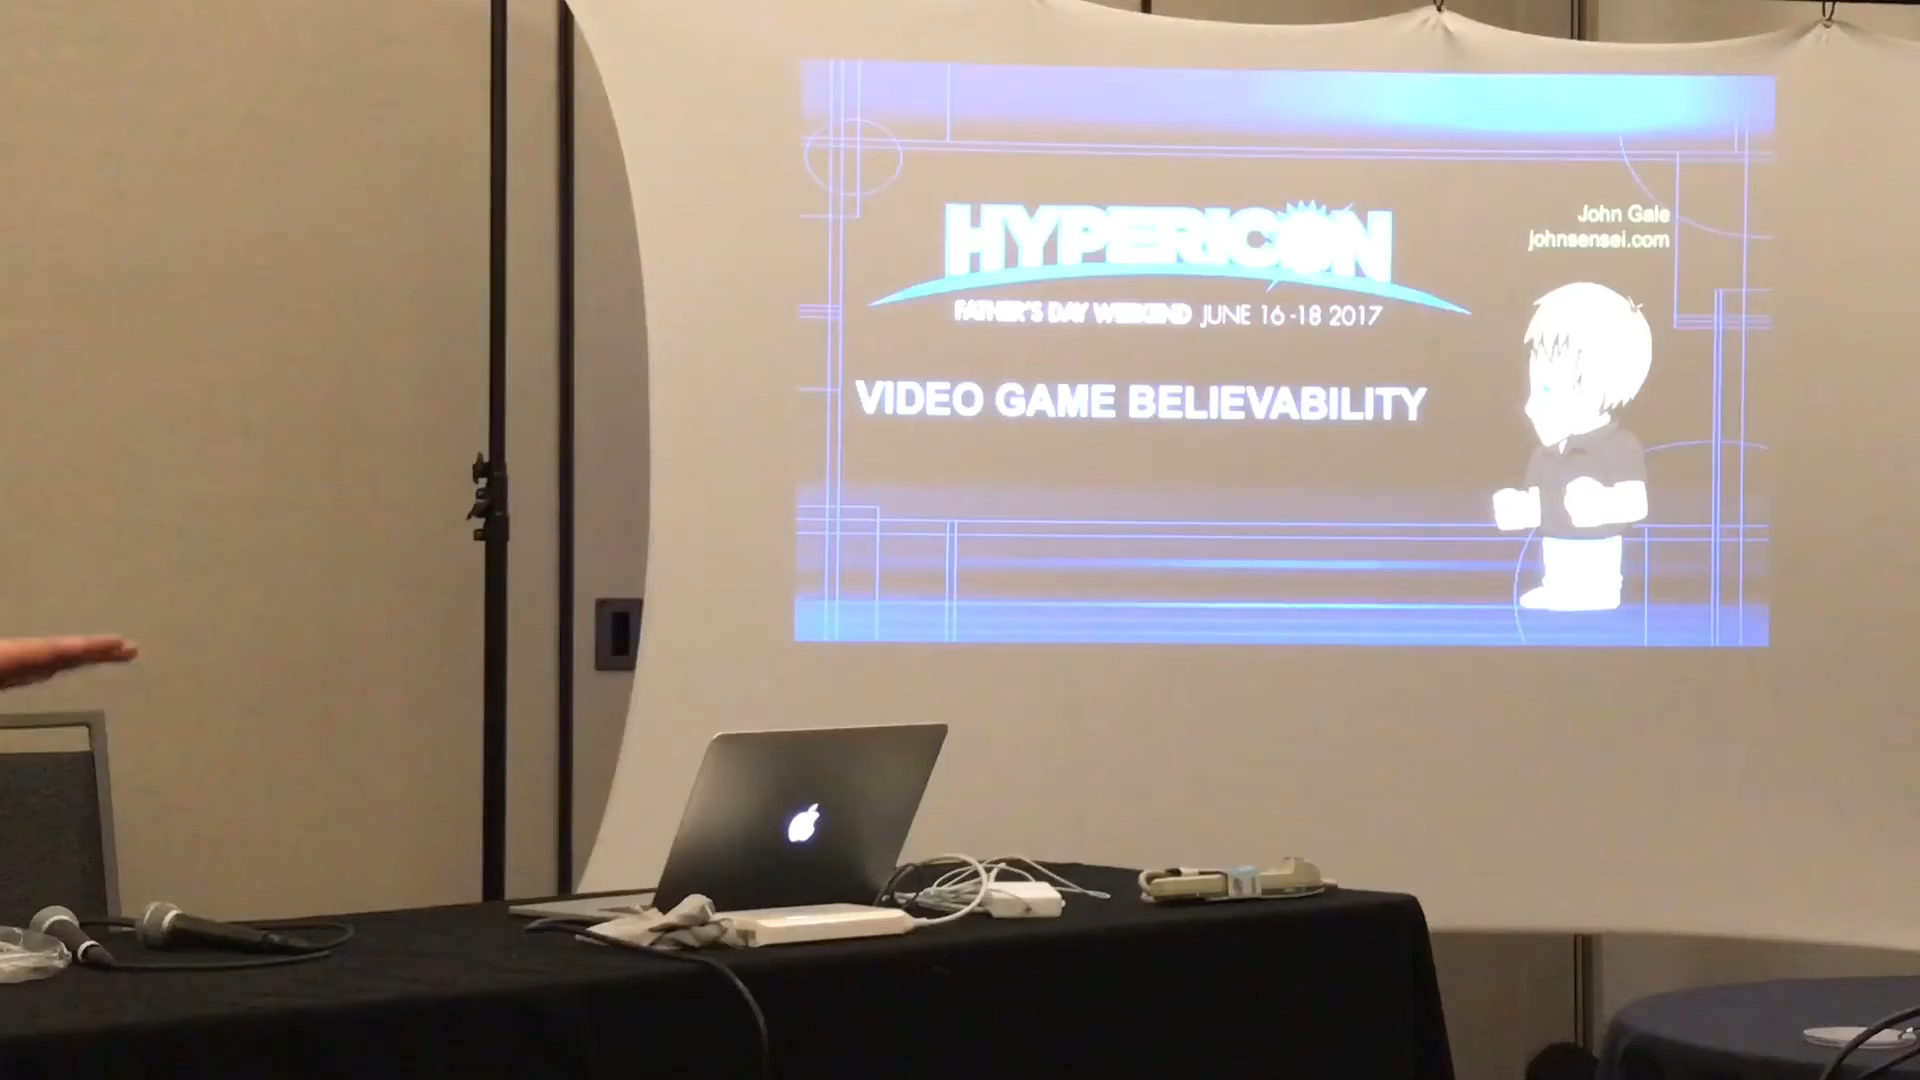 HYPERICON
FATHER'S DAY WEEKEND JUNE 16-18 2017
VIDEO GAME BELIEVABILITY
John Gale
johnsensei.com